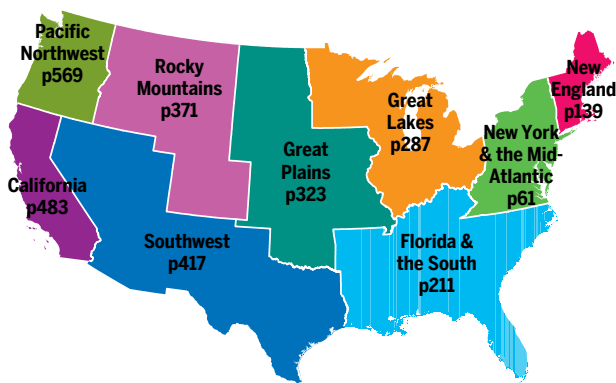 Pacific
Northwest
p569
Rocky
Mountains
p371
Great
Lakes
p287
New
England
p139
New York
& the Mid-
Atlantic
p61
Great
Plains
p323
California
p483
Southwest
p417
Florida &
the South
p211